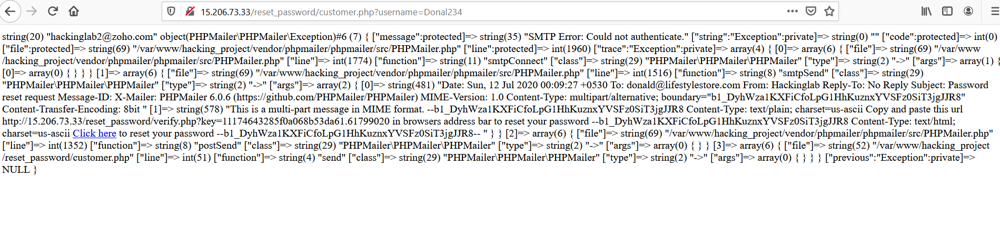 15.206.73.33/reset_password/customer.php?username=Donal234
string(20) "hackinglab2@zoho.com" object(PHPMailer\PHPMailer\Exception)#6 (7) { ["message":protected]=> string(35) "SMTP Error: Could not authenticate." ["string":"Exception":private]=> string(0) "" ["code":protected]=> int(0)
["file":protected]=> string(69) "/var/www/hacking_project/vendor/phpmailer/phpmailer/src/PHPMailer.php" ["line":protected]=> int(1960) ["trace":"Exception":private]=> array(4) { [0]=> array(6) { ["file"]=> string(69) "/var/www
/hacking_project/vendor/phpmailer/phpmailer/src/PHPMailer.php" ["line"]=> int(1774) ["function"]=> string(11) "smtpConnect" ["class"]=> string(29) "PHPMailer\PHPMailer\PHPMailer" ["type"]=> string(2) "->" ["args"]=> array(1) {
[0]=> array(0) { } } } [1]=> array(6) { ["file"]=> string(69) "/var/www/hacking_project/vendor/phpmailer/phpmailer/src/PHPMailer.php" ["line"]=> int(1516) ["function"]=> string(8) "smtpSend" ["class"]=> string(29)
"PHPMailer\PHPMailer\PHPMailer" ["type"]=> string(2) "->" ["args"]=> array(2) { [0]=> string(481) "Date: Sun, 12 Jul 2020 00:09:27 +0530 To: donald@lifestylestore.com From: Hackinglab Reply-To: No Reply Subject: Password
reset request Message-ID: X-Mailer: PHPMailer 6.0.6 (https://github.com/PHPMailer/PHPMailer) MIME-Version: 1.0 Content-Type: multipart/alternative; boundary="b1_DyhWza1KXFiCfoLpG1HhKuznxYVSFz0SiT3jgJJR8"
Content-Transfer-Encoding: 8bit " [1]=> string(578) "This is a multi-part message in MIME format. --b1_DyhWza1KXFiCfoLpG1HhKuznxYVSFz0SiT3jgJJR8 Content-Type: text/plain; charset=us-ascii Copy and paste this url
http://15.206.73.33/reset_password/verify.php?key=11174643285f0a068b53da61.61799020 in browsers address bar to reset your password --b1_DyhWza1KXFiCfoLpG1HhKuznxYVSFz0SiT3jgJJR8 Content-Type: text/html;
charset=us-ascii Click here to reset your password --b1_DyhWza1KXFiCfoLpG1HhKuznxYVSFz0SiT3jgJJR8-- " } } [2]=> array(6) { ["file"]=> string(69) "/var/www/hacking_project/vendor/phpmailer/phpmailer/src/PHPMailer.php"
["line"]=> int(1352) ["function"]=> string(8) "postSend" ["class"]=> string(29) "PHPMailer\PHPMailer\PHPMailer" ["type"]=> string(2) "->" ["args"]=> array(0) { } } [3]=> array(6) { ["file"]=> string(52) "/var/www/hacking_project
/reset_password/customer.php" ["line"]=> int(51) ["function"]=> string(4) "send" ["class"]=> string(29) "PHPMailer\PHPMailer\PHPMailer" ["type"]=> string(2) "->" ["args"]=> array(0) { } } } ["previous":"Exception":private]=>
NULL }